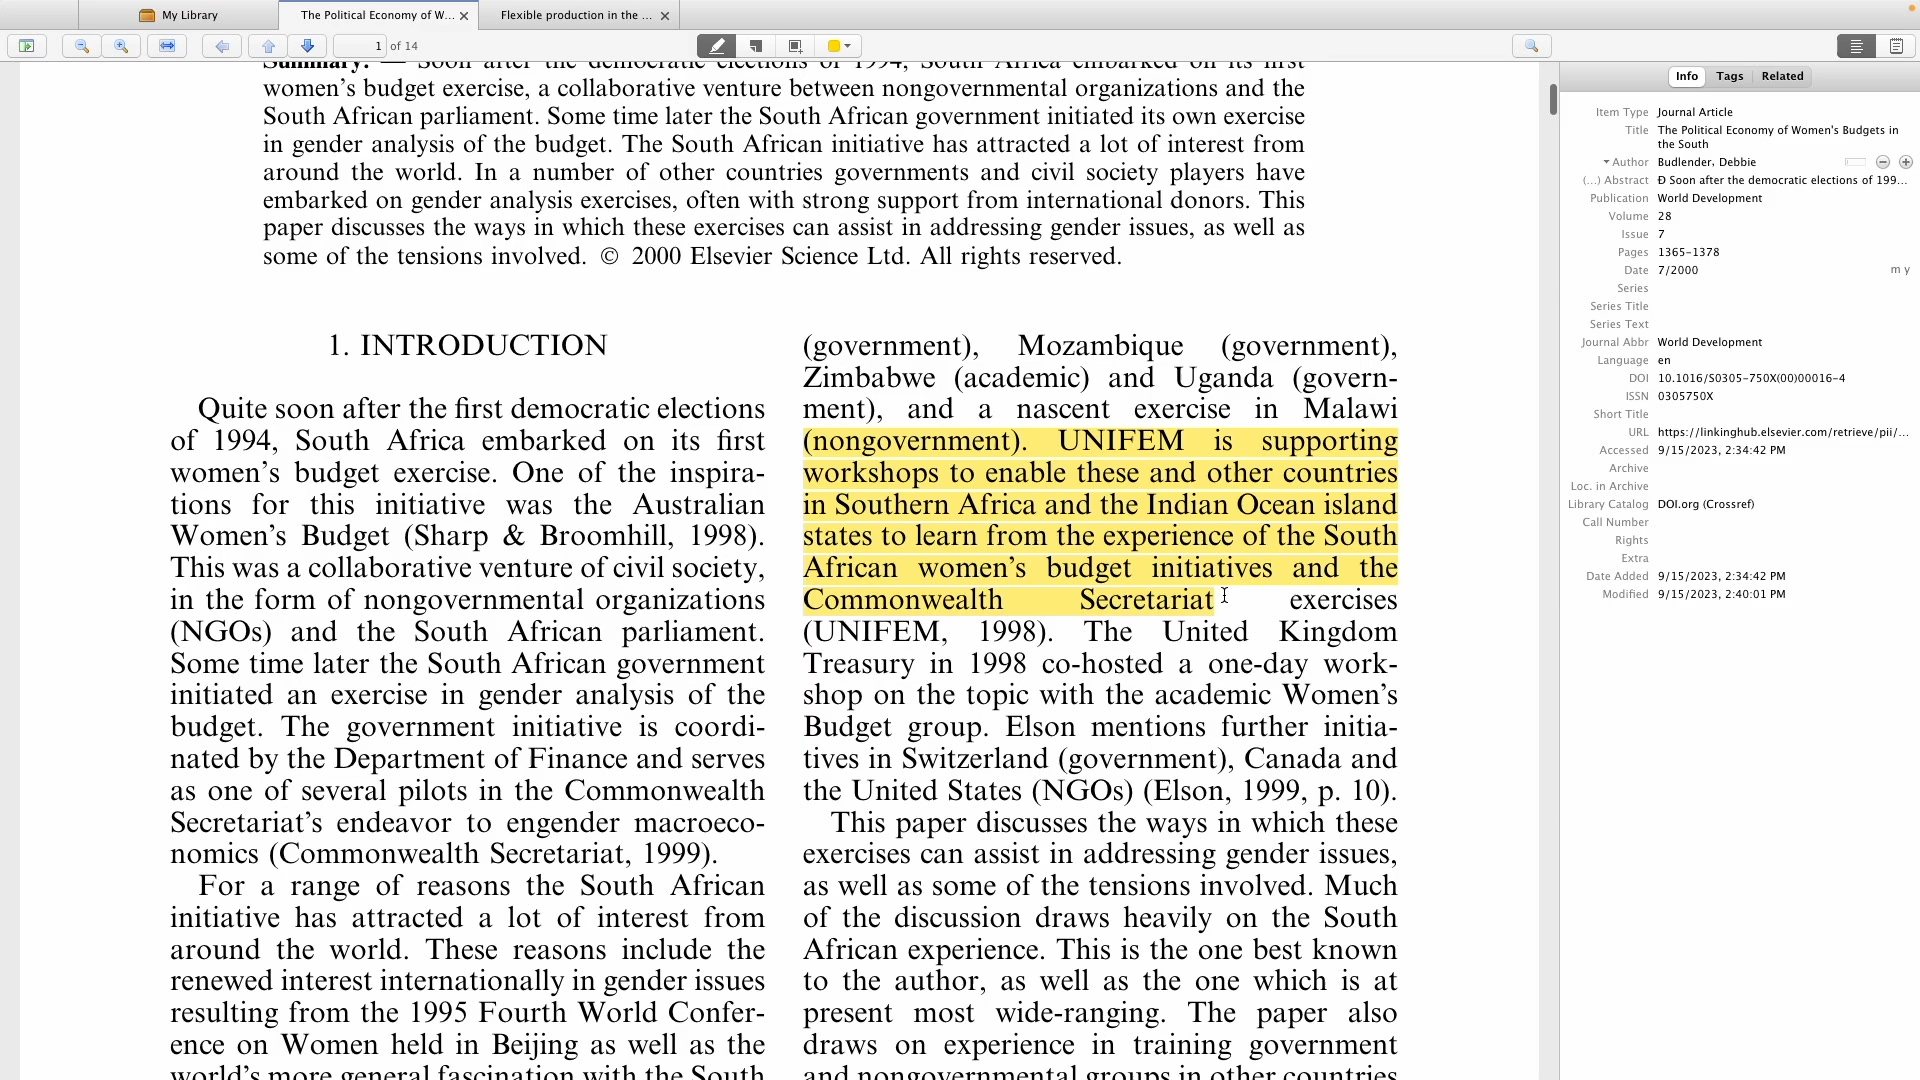 My Library
The Political Economy of W...
Flexible production in the ...
1 of 14
Summary. — Soon after the democratic elections of 1994, South Africa embarked on its first
women's budget exercise, a collaborative venture between nongovernmental organizations and the
South African parliament. Some time later the South African government initiated its own exercise
in gender analysis of the budget. The South African initiative has attracted a lot of interest from
around the world. In a number of other countries governments and civil society players have
embarked on gender analysis exercises, often with strong support from international donors. This
paper discusses the ways in which these exercises can assist in addressing gender issues, as well as
some of the tensions involved. © 2000 Elsevier Science Ltd. All rights reserved.
1. INTRODUCTION
Quite soon after the first democratic elections
of 1994, South Africa embarked on its first
women's budget exercise. One of the inspira-
tions for this initiative was the Australian
Women's Budget (Sharp & Broomhill, 1998).
This was a collaborative venture of civil society,
in the form of nongovernmental organizations
(NGOs) and the South African parliament.
Some time later the South African government
initiated an exercise in gender analysis of the
budget. The government initiative is coordi-
nated by the Department of Finance and serves
as one of several pilots in the Commonwealth
Secretariat's endeavor to engender macroeco-
nomics (Commonwealth Secretariat, 1999).
For a range of reasons the South African
initiative has attracted a lot of interest from
around the world. These reasons include the
renewed interest internationally in gender issues
resulting from the 1995 Fourth World Confer-
ence on Women held in Beijing as well as the
world's more general fascination with the South
(government), Mozambique (government),
Zimbabwe (academic) and Uganda (govern-
ment), and a nascent exercise in Malawi
(nongovernment). UNIFEM is supporting
workshops to enable these and other countries
in Southern Africa and the Indian Ocean island
states to learn from the experience of the South
African women's budget initiatives and the
Commonwealth Secretariat exercises
(UNIFEM, 1998). The United Kingdom
Treasury in 1998 co-hosted a one-day work-
shop on the topic with the academic Women's
Budget group. Elson mentions further initia-
tives in Switzerland (government), Canada and
the United States (NGOs) (Elson, 1999, p. 10).
This paper discusses the ways in which these
exercises can assist in addressing gender issues,
as well as some of the tensions involved. Much
of the discussion draws heavily on the South
African experience. This is the one best known
to the author, as well as the one which is at
present most wide-ranging. The paper also
draws on experience in training government
and nongovernmental groups in other countries
Info Tags Related
Item Type Journal Article
Title The Political Economy of Women's Budgets in
the South
Author Budlender, Debbie
(...) Abstract Ð Soon after the democratic elections of 199...
Publication World Development
Volume 28
Issue 7
Pages 1365-1378
Date 7/2000 m y
Series
Series Title
Series Text
Journal Abbr World Development
Language en
DOI 10.1016/S0305-750X(00)00016-4
ISSN 0305750X
Short Title
URL https://linkinghub.elsevier.com/retrieve/pii/...
Accessed 9/15/2023, 2:34:42 PM
Archive
Loc. in Archive
Library Catalog DOI.org (Crossref)
Call Number
Rights
Extra
Date Added 9/15/2023, 2:34:42 PM
Modified 9/15/2023, 2:40:01 PM